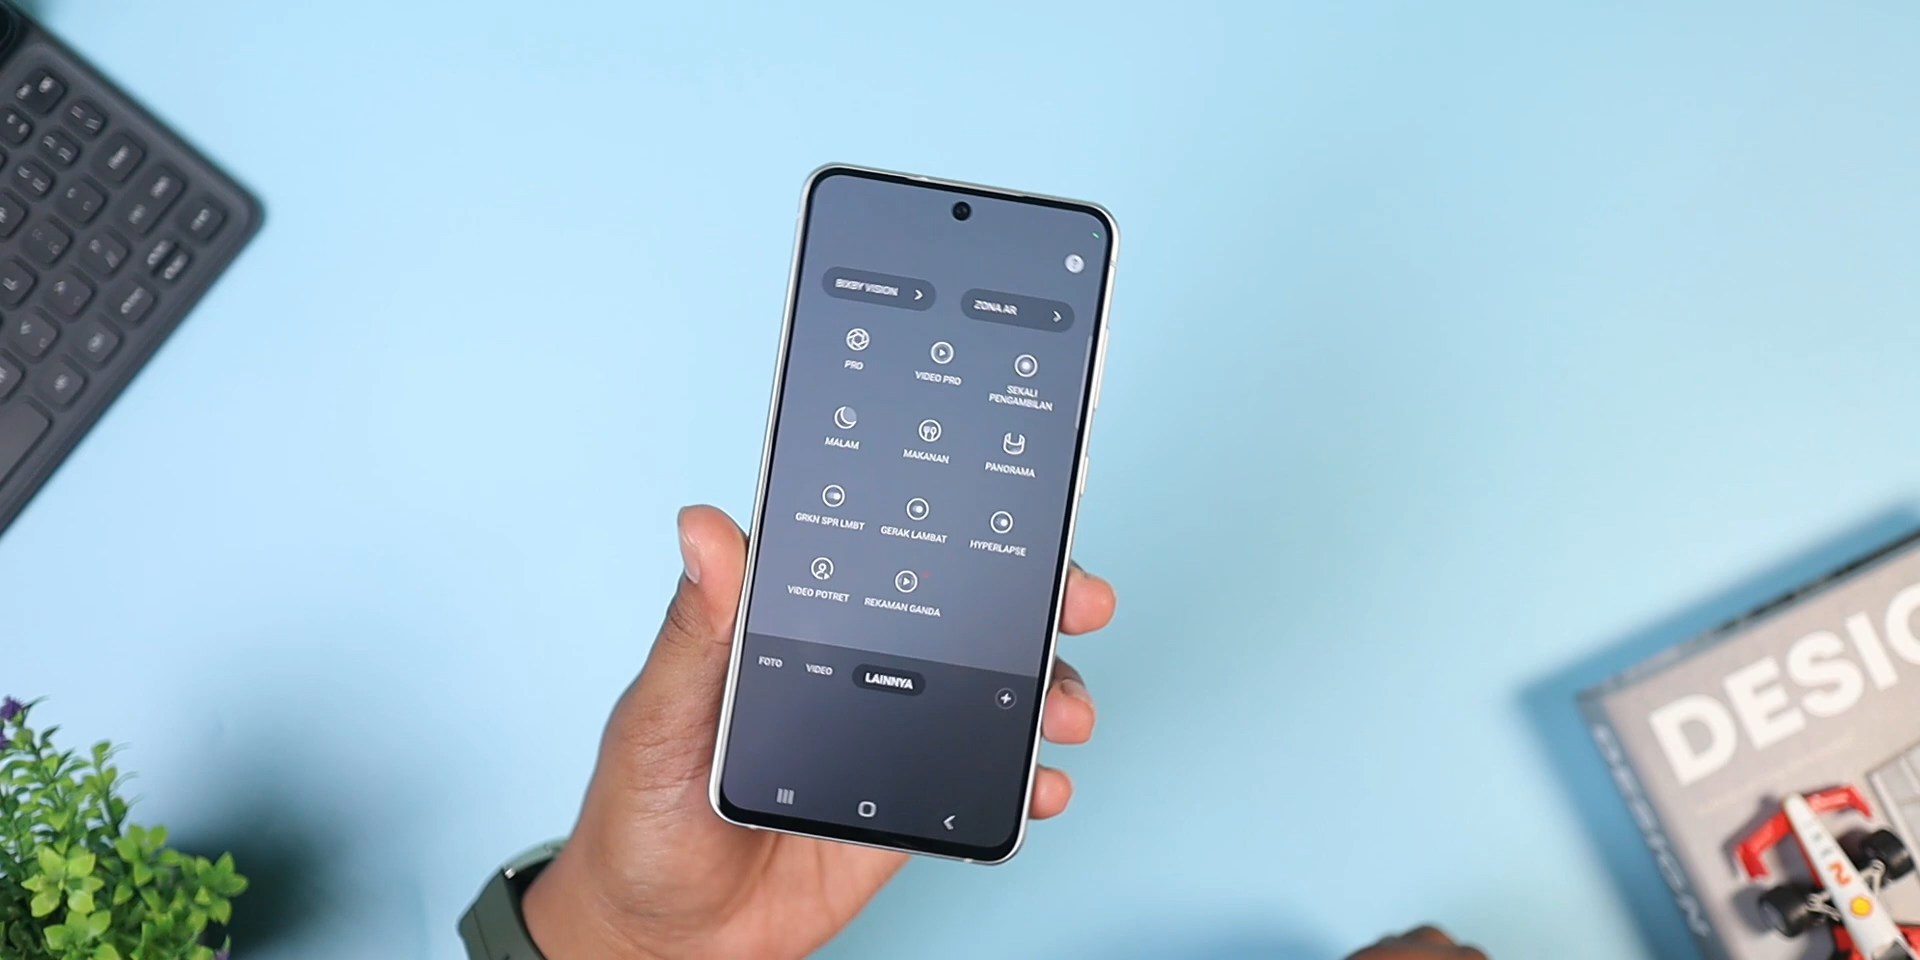 BIXBY VISION
ZONA AR
PRO
VIDEO PRO
SEKALI
PENGAMBILAN
MALAM
MAKANAN
PANORAMA
GRKN SPR LMBT
GERAK LAMBAT
HYPERLAPSE
VIDEO POTRET
REKAMAN GANDA
FOTO
VIDEO
LAINNYA
DESIG
DESIGN